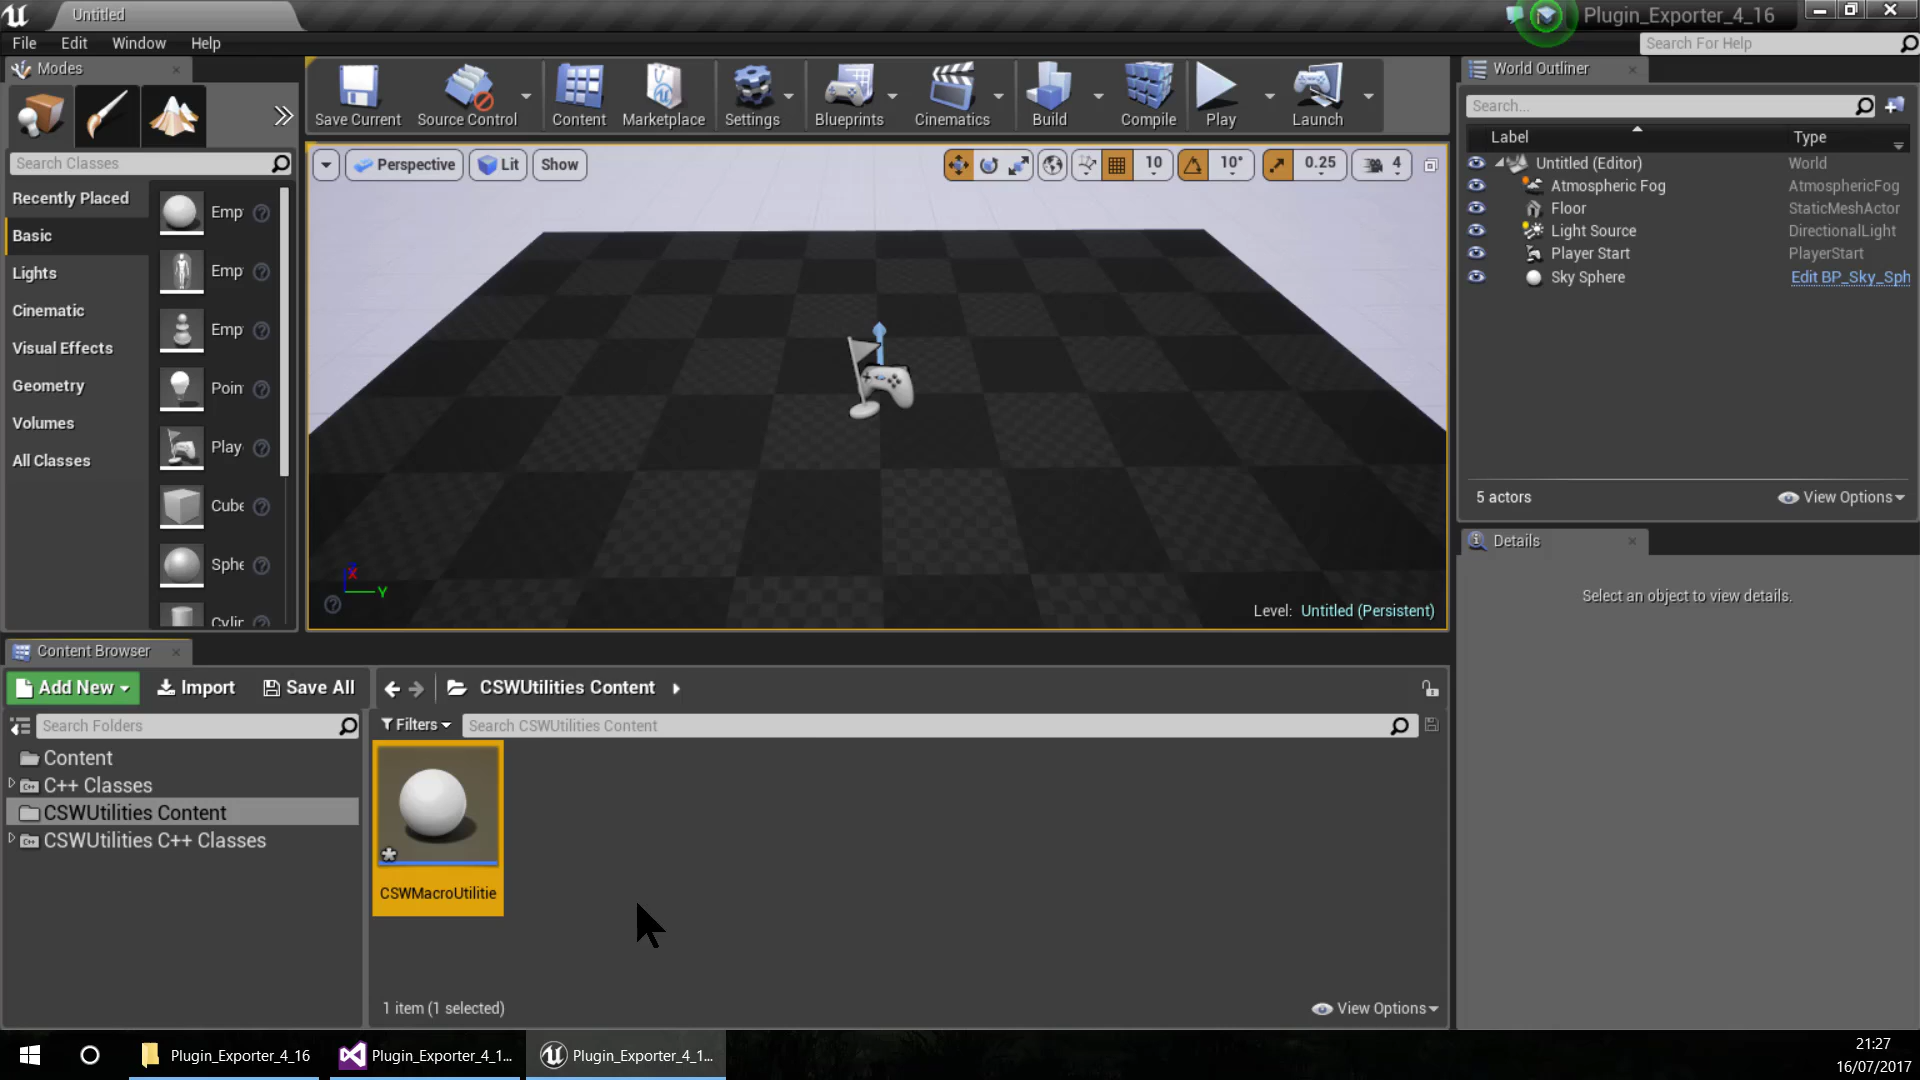 Untitled
Plugin_Exporter_4_16
File Edit Window Help
Search For Help
Modes
Search Classes
Recently Placed
Basic
Lights
Cinematic
Visual Effects
Geometry
Volumes
All Classes
Emp
Emp
Emp
Poin
Play
Cube
Sphe
Cylin
Save Current
Source Control
Content
Marketplace
Settings
Blueprints
Cinematics
Build
Compile
Play
Launch
Perspective
Lit
Show
10
10°
0.25
4
X
Y
Level: Untitled (Persistent)
World Outliner
Search...
Label Type
Untitled (Editor) World
Atmospheric Fog AtmosphericFog
Floor StaticMeshActor
Light Source DirectionalLight
Player Start PlayerStart
Sky Sphere Edit BP_Sky_Sph
5 actors
View Options
Details
Select an object to view details.
Content Browser
Add New
Import
Save All
CSWUtilities Content
Search Folders
Filters
Search CSWUtilities Content
Content
C++ Classes
CSWUtilities Content
CSWUtilities C++ Classes
CSWMacroUtilitie
1 item (1 selected)
View Options
Plugin_Exporter_4_16
Plugin_Exporter_4_1...
Plugin_Exporter_4_1...
21:27
16/07/2017